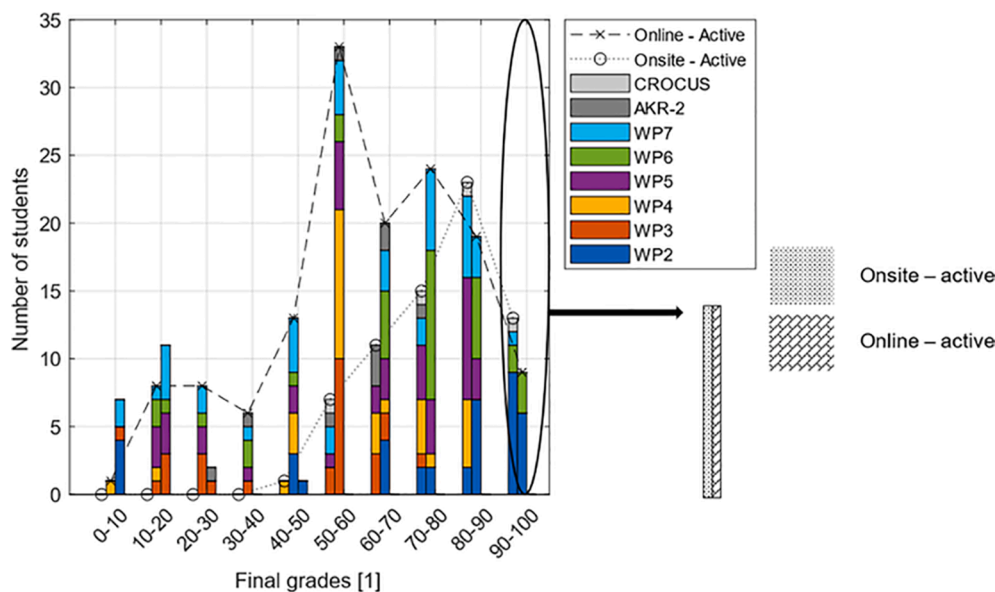 35
30
25
20
15
10
5
0
Number of students
0-10
10-20
20-30
30-40
40-50
50-60
60-70
70-80
80-90
90-100
Final grades [1]
Online - Active
Onsite - Active
CROCUS
AKR-2
WP7
WP6
WP5
WP4
WP3
WP2
Onsite – active
Online – active